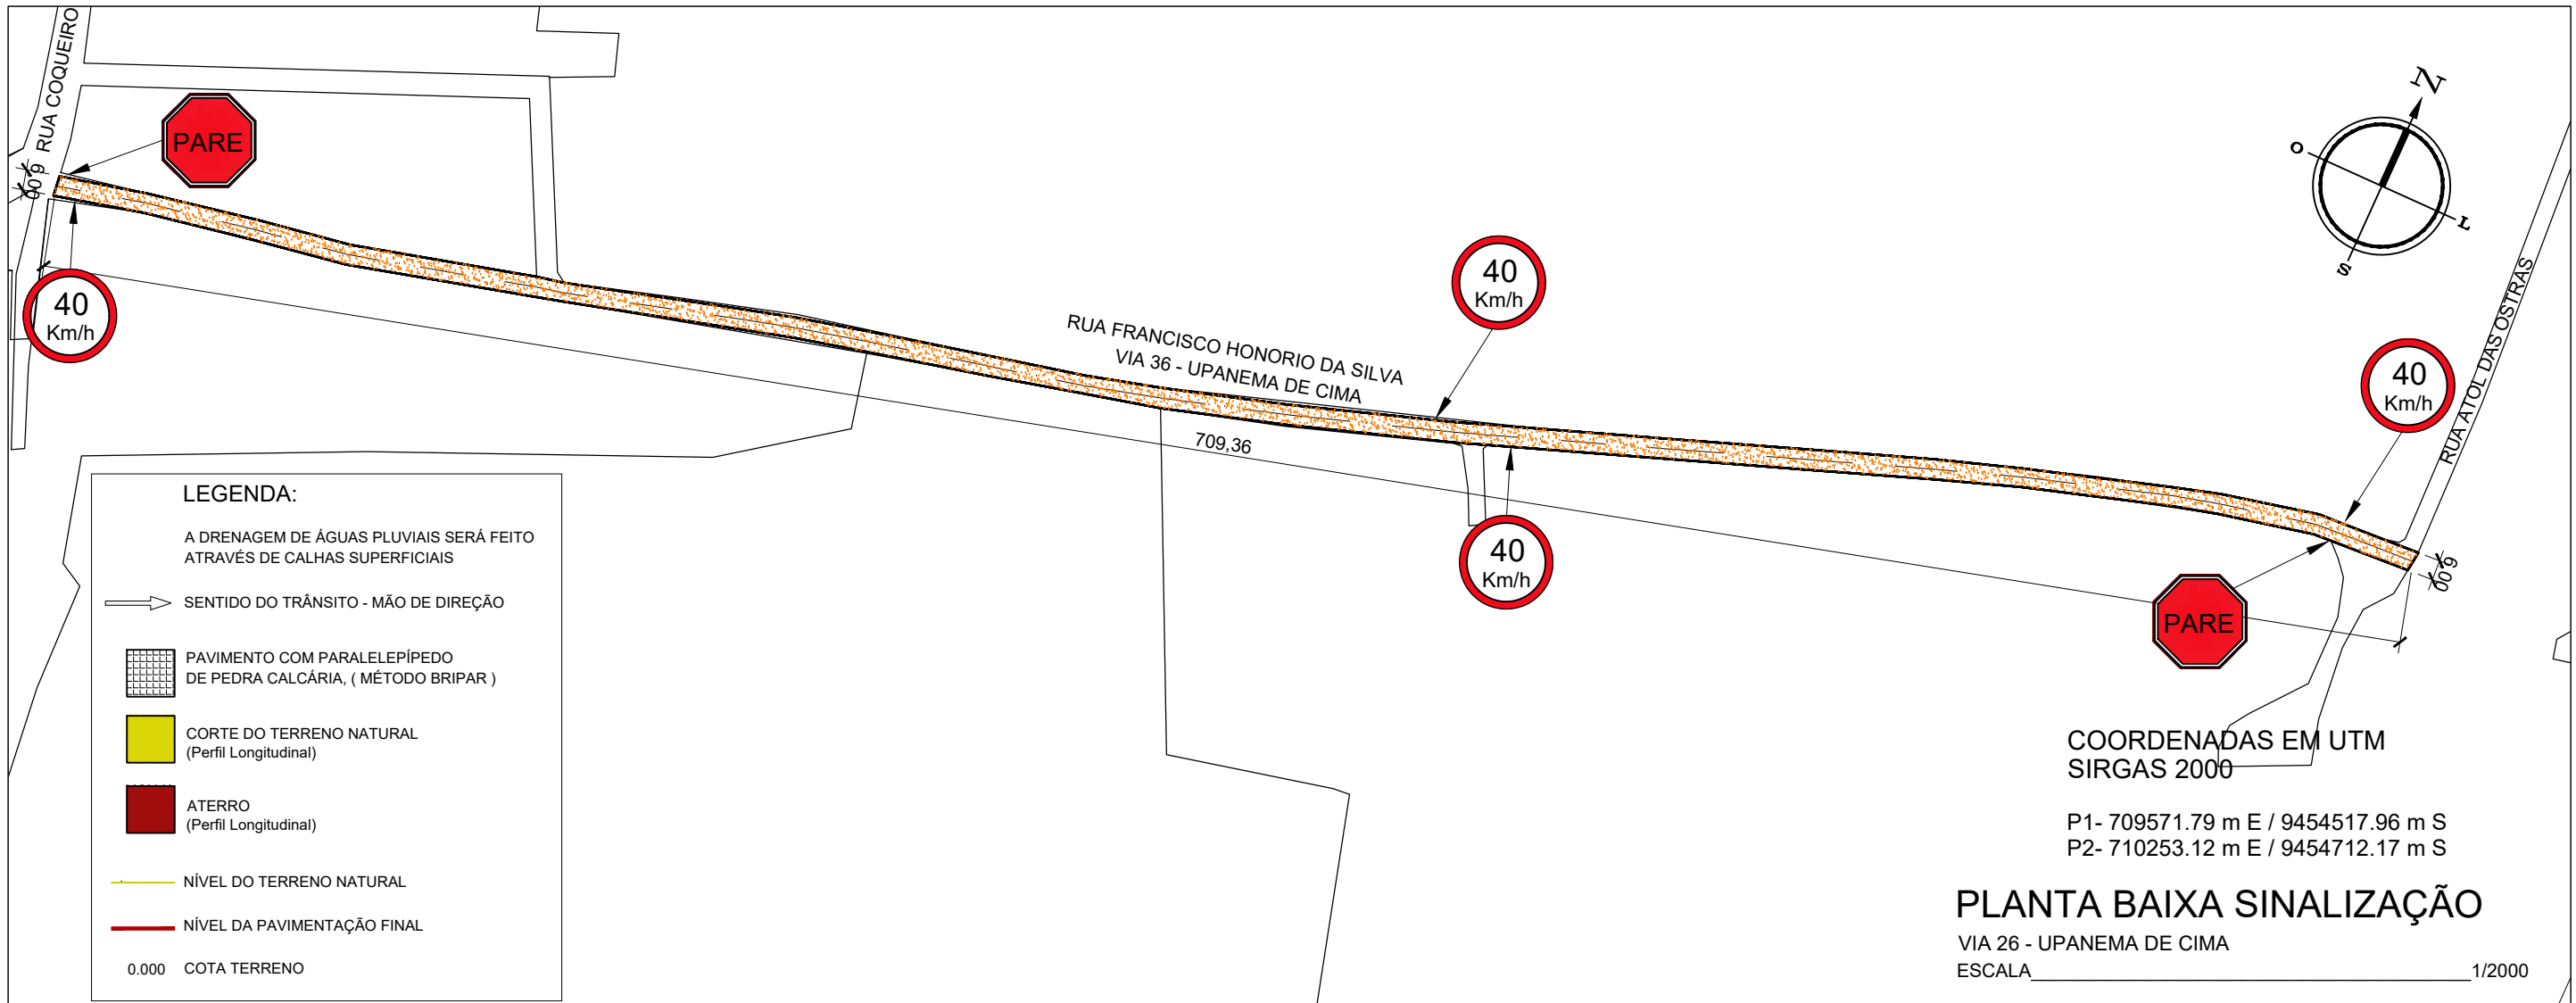 RUA COQUEIRO
6.00
PARE
40
Km/h
RUA FRANCISCO HONORIO DA SILVA
VIA 36 - UPANEMA DE CIMA
709,36
40
Km/h
40
Km/h
40
Km/h
PARE
RUA ATOL DAS OSTRAS
6.00
N
O
L
S
LEGENDA:
A DRENAGEM DE ÁGUAS PLUVIAIS SERÁ FEITO
ATRAVÉS DE CALHAS SUPERFICIAIS
SENTIDO DO TRÂNSITO - MÃO DE DIREÇÃO
PAVIMENTO COM PARALELEPÍPEDO
DE PEDRA CALCÁRIA, ( MÉTODO BRIPAR )
CORTE DO TERRENO NATURAL
(Perfil Longitudinal)
ATERRO
(Perfil Longitudinal)
NÍVEL DO TERRENO NATURAL
NÍVEL DA PAVIMENTAÇÃO FINAL
0.000 COTA TERRENO
COORDENADAS EM UTM
SIRGAS 2000
P1- 709571.79 m E / 9454517.96 m S
P2- 710253.12 m E / 9454712.17 m S
PLANTA BAIXA SINALIZAÇÃO
VIA 26 - UPANEMA DE CIMA
ESCALA 1/2000